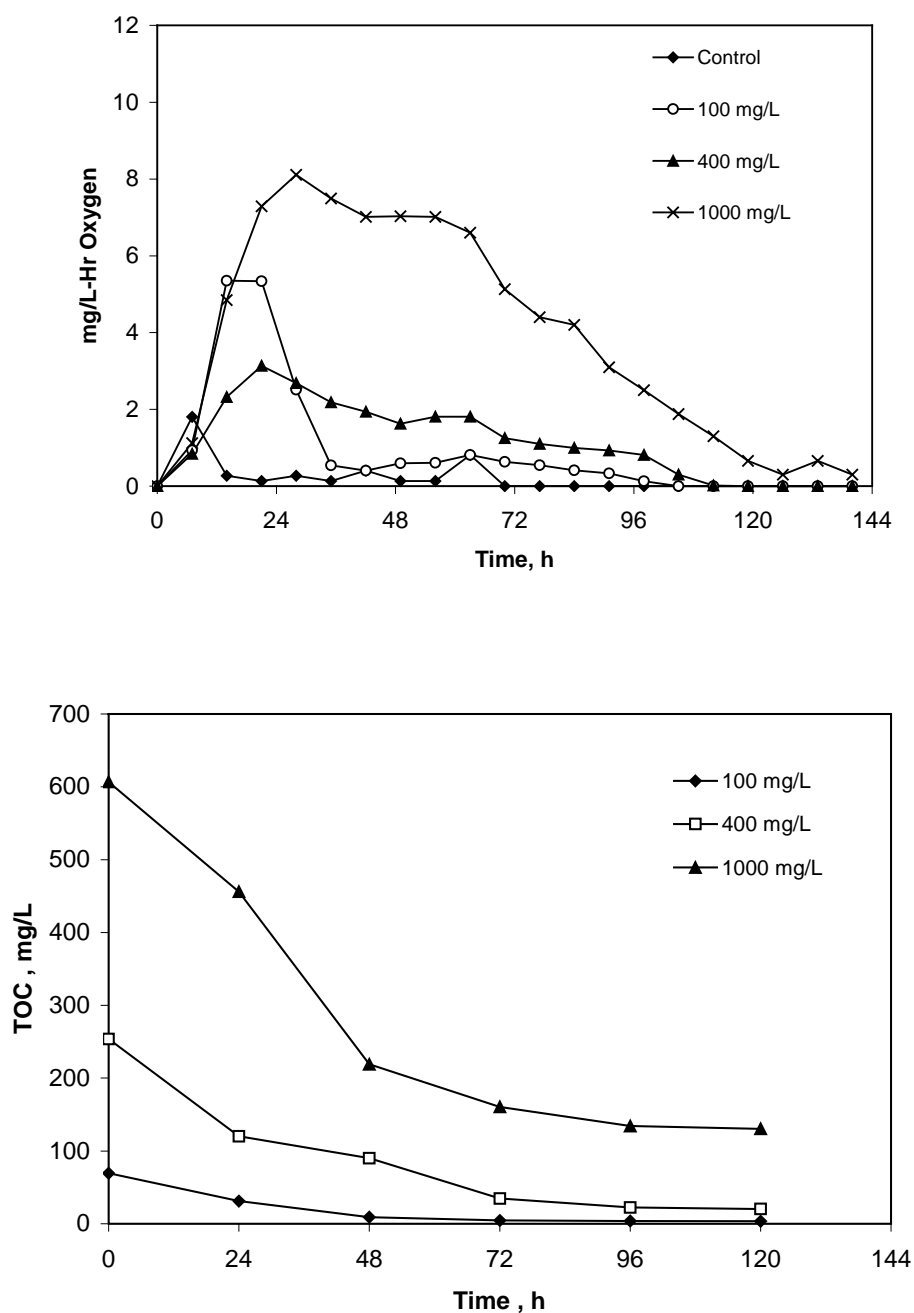 12
10
8
6
4
2
0
mg/L-Hr Oxygen
Control
100 mg/L
400 mg/L
1000 mg/L
0 24 48 72 96 120 144
Time, h
700
600
500
400
300
200
100
0
TOC , mg/L
100 mg/L
400 mg/L
1000 mg/L
0 24 48 72 96 120 144
Time , h